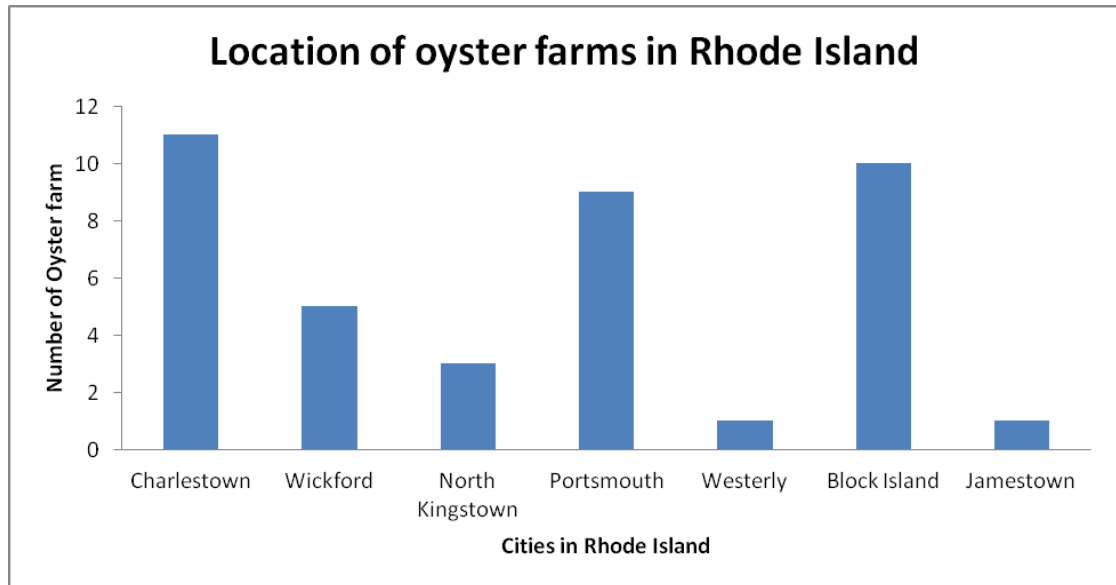 Location of oyster farms in Rhode Island
Number of Oyster farm
12
10
8
6
4
2
0
Charlestown
Wickford
North
Kingstown
Portsmouth
Westerly
Block Island
Jamestown
Cities in Rhode Island